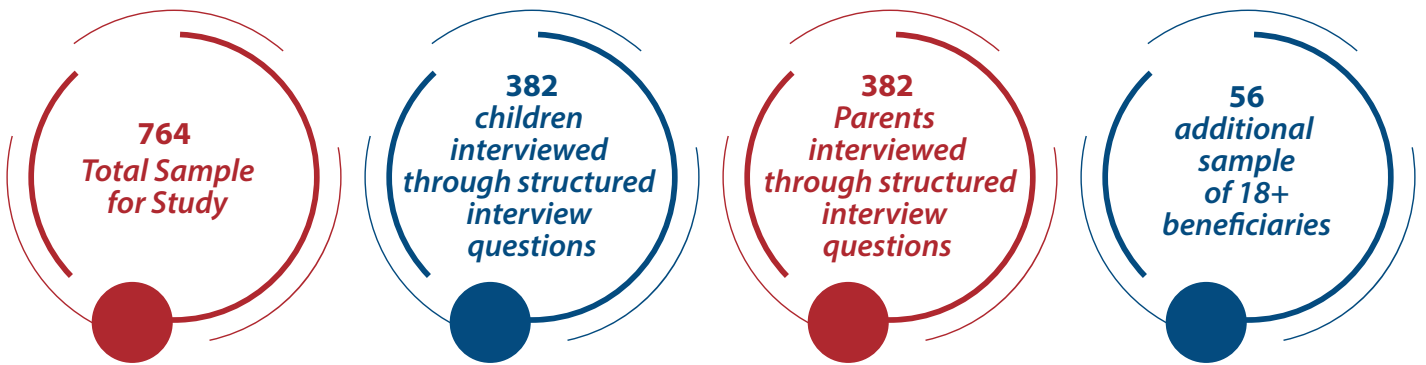 764
Total Sample
for Study
382
children
interviewed
through structured
interview
questions
382
Parents
interviewed
through structured
interview
questions
56
additional
sample
of 18+
beneficiaries